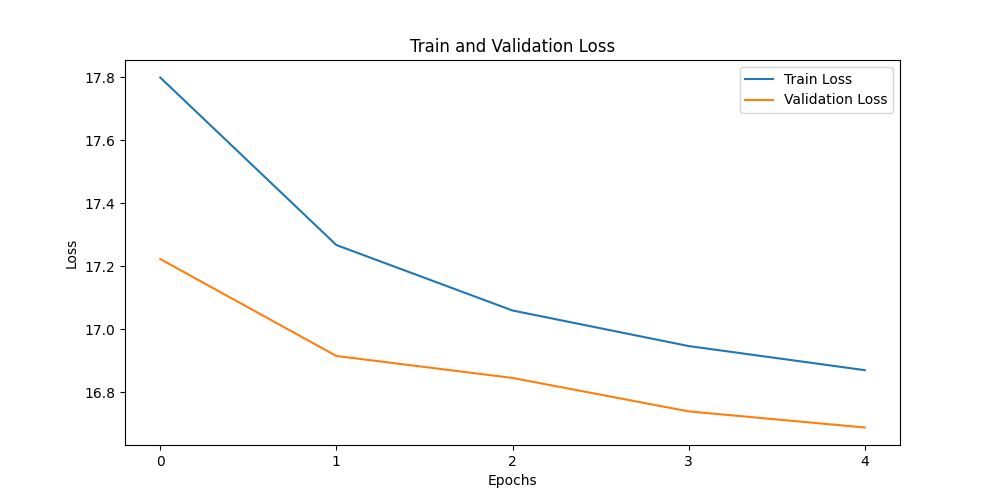 Train and Validation Loss
Train Loss
Validation Loss
17.8
17.6
17.4
17.2
17.0
16.8
Loss
0 1 2 3 4
Epochs